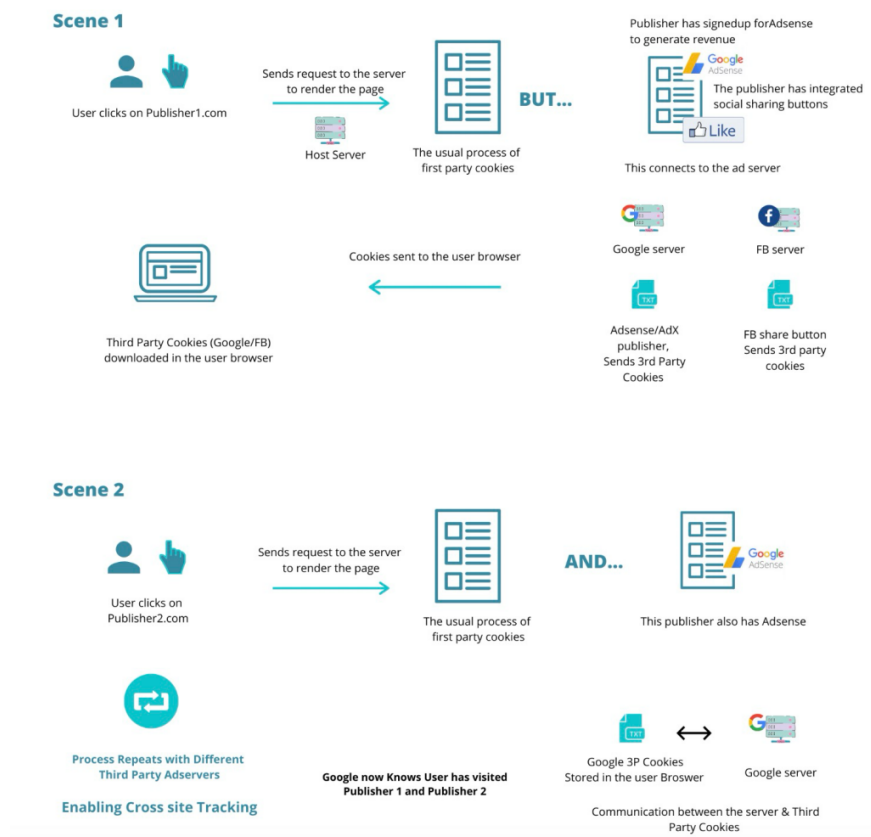 Scene 1
User clicks on Publisher1.com
Sends request to the server
to render the page
Host Server
The usual process of
first party cookies
BUT...
Publisher has signedup forAdsense
to generate revenue
Google
AdSense
The publisher has integrated
social sharing buttons
Like
This connects to the ad server
Third Party Cookies (Google/FB)
downloaded in the user browser
Cookies sent to the user browser
G
Google server
f
FB server
TXT
Adsense/AdX
publisher,
Sends 3rd Party
Cookies
TXT
FB share button
Sends 3rd party
cookies
Scene 2
User clicks on
Publisher2.com
Sends request to the server
to render the page
The usual process of
first party cookies
AND...
Google
AdSense
This publisher also has Adsense
Process Repeats with Different
Third Party Adservers
Enabling Cross site Tracking
Google now Knows User has visited
Publisher 1 and Publisher 2
TXT
Google 3P Cookies
Stored in the user Broswer
G
Google server
Communication between the server & Third
Party Cookies